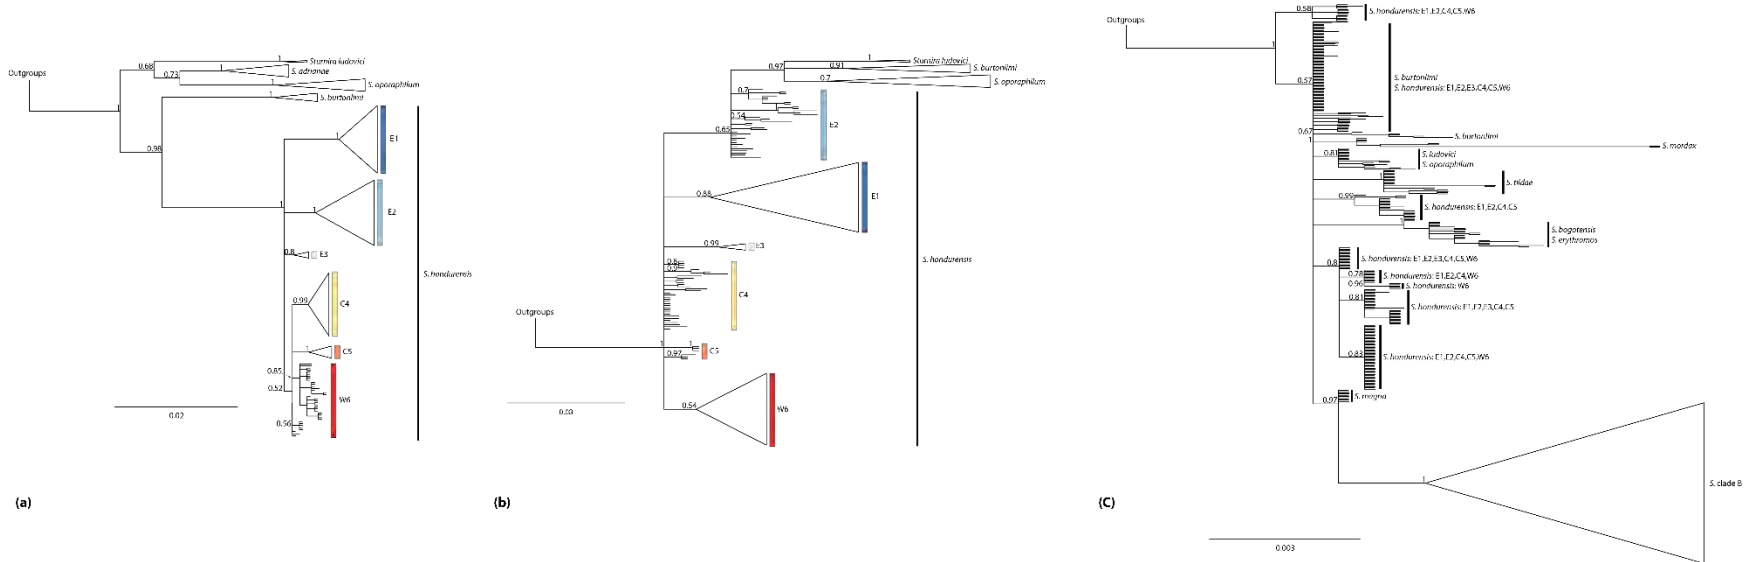 Outgroups
0.68
1
Sturnira ludovici
1
S. adrianae
0.73
1
S. oporaphilum
1
S. burtonlimi
1
0.98
1
E1
1
1
E2
0.8
E3
S. hondurensis
0.99
C4
1
C5
0.85
0.52
W6
0.56
0.02
(a)
Outgroups
0.97
1
Sturnira ludovici
0.91
S. burtonlimi
0.7
S. oporaphilum
0.7
0.54
0.65
E2
0.88
E1
0.99
E3
S. hondurensis
0.9
C4
1
1
C5
0.97
0.54
W6
0.03
(b)
Outgroups
1
0.58
S. hondurensis: E1,E2,C4,C5,W6
0.57
S. burtonlimi
S. hondurensis: E1,E2,E3,C4,C5,W6
0.67
S. burtonlimi
1
S. mordax
0.81
S. ludovici
S. oporaphilum
1
S. tildae
0.99
S. hondurensis: E1,E2,C4,C5
1
S. bogotensis
S. erythromos
0.8
S. hondurensis: E1,E2,E3,C4,C5,W6
0.78
S. hondurensis: E1,E2,C4,W6
0.96
S. hondurensis: W6
0.81
S. hondurensis: E1,E2,E3,C4,C5
0.83
S. hondurensis: E1,E2,C4,C5,W6
0.97
S. magna
1
S. clade B
0.003
(C)